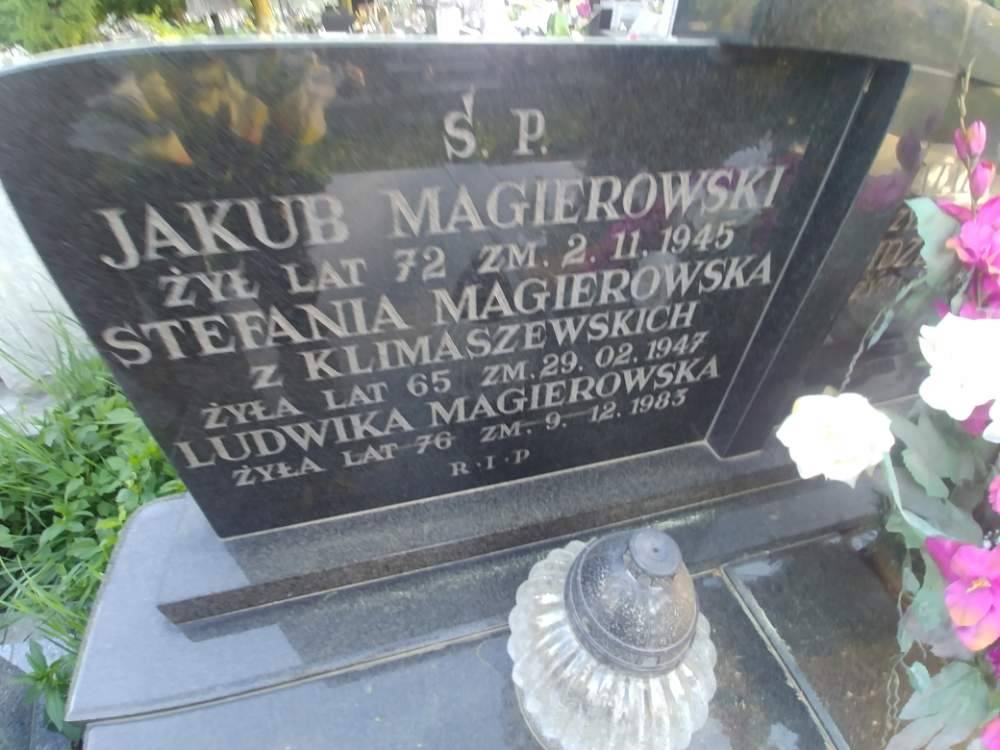 Ś. P.
JAKUB MAGIEROWSKI
ŻYŁ LAT 72 ZM. 2. 11. 1945
STEFANIA MAGIEROWSKA
Z KLIMASZEWSKICH
ŻYŁA LAT 65 ZM. 29. 02. 1947
LUDWIKA MAGIEROWSKA
ŻYŁA LAT 76 ZM. 9. 12. 1983
R·I·P